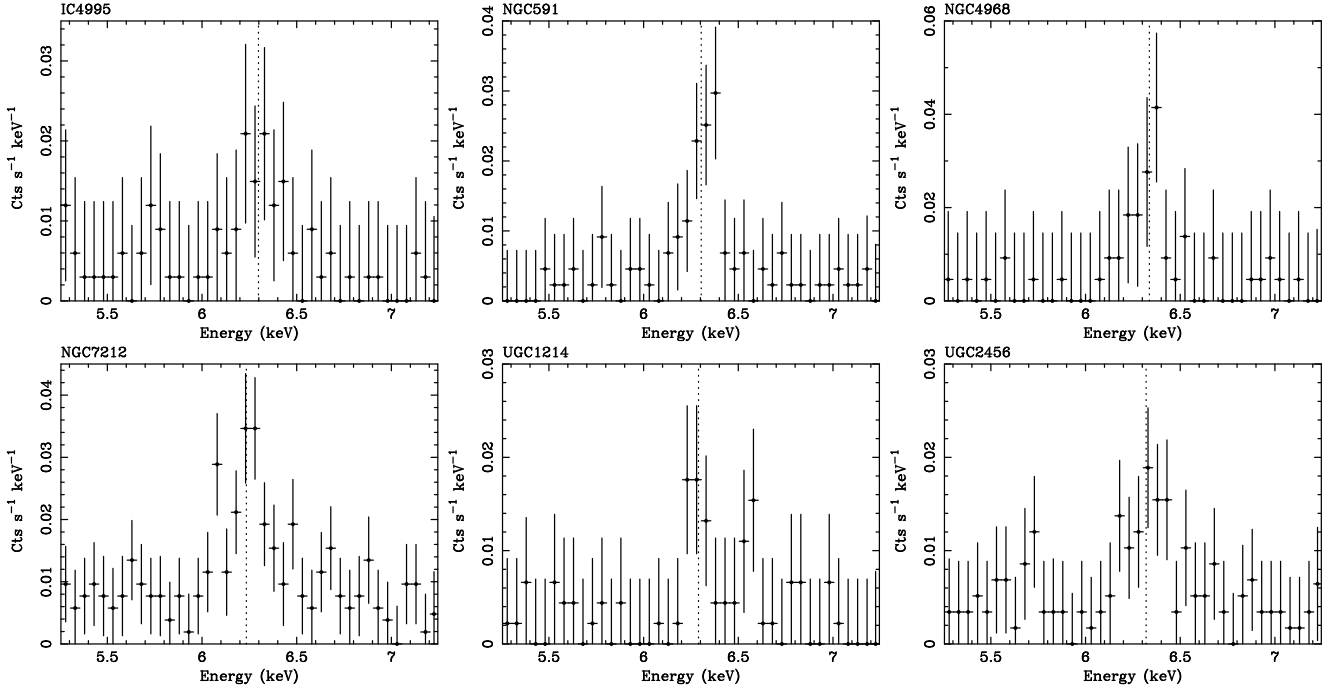 IC4995
NGC591
NGC4968
Cts s⁻¹ keV⁻¹
0 0.01 0.02 0.03
5.5 6 6.5 7
Energy (keV)
Cts s⁻¹ keV⁻¹
0 0.01 0.02 0.03 0.04
5.5 6 6.5 7
Energy (keV)
Cts s⁻¹ keV⁻¹
0 0.02 0.04 0.06
5.5 6 6.5 7
Energy (keV)
NGC7212
UGC1214
UGC2456
Cts s⁻¹ keV⁻¹
0 0.01 0.02 0.03 0.04
5.5 6 6.5 7
Energy (keV)
Cts s⁻¹ keV⁻¹
0 0.01 0.02 0.03
5.5 6 6.5 7
Energy (keV)
Cts s⁻¹ keV⁻¹
0 0.01 0.02 0.03
5.5 6 6.5 7
Energy (keV)